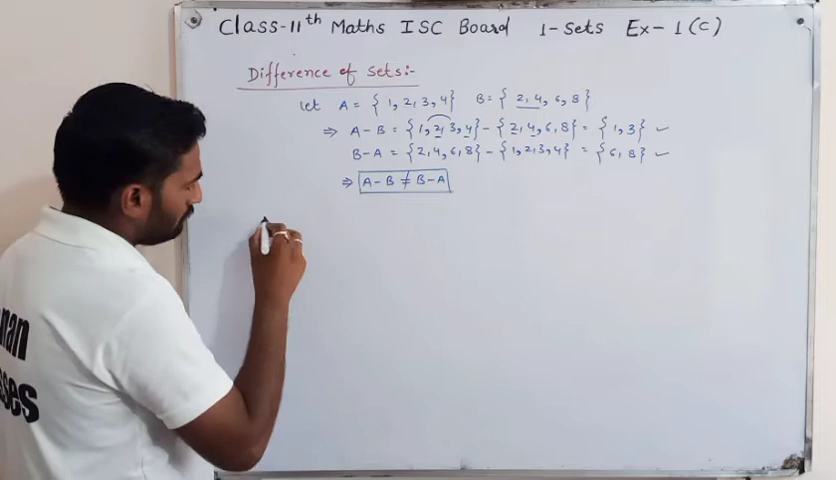 Class-11th Maths ISC Board 1-Sets Ex-1(C)
Difference of Sets:-
let A = {1,2,3,4} B = {2,4,6,8}
⇒ A-B = {1,2,3,4} - {2,4,6,8} = {1,3} ✓
B-A = {2,4,6,8} - {1,2,3,4} = {6,8} ✓
⇒ A-B ≠ B-A